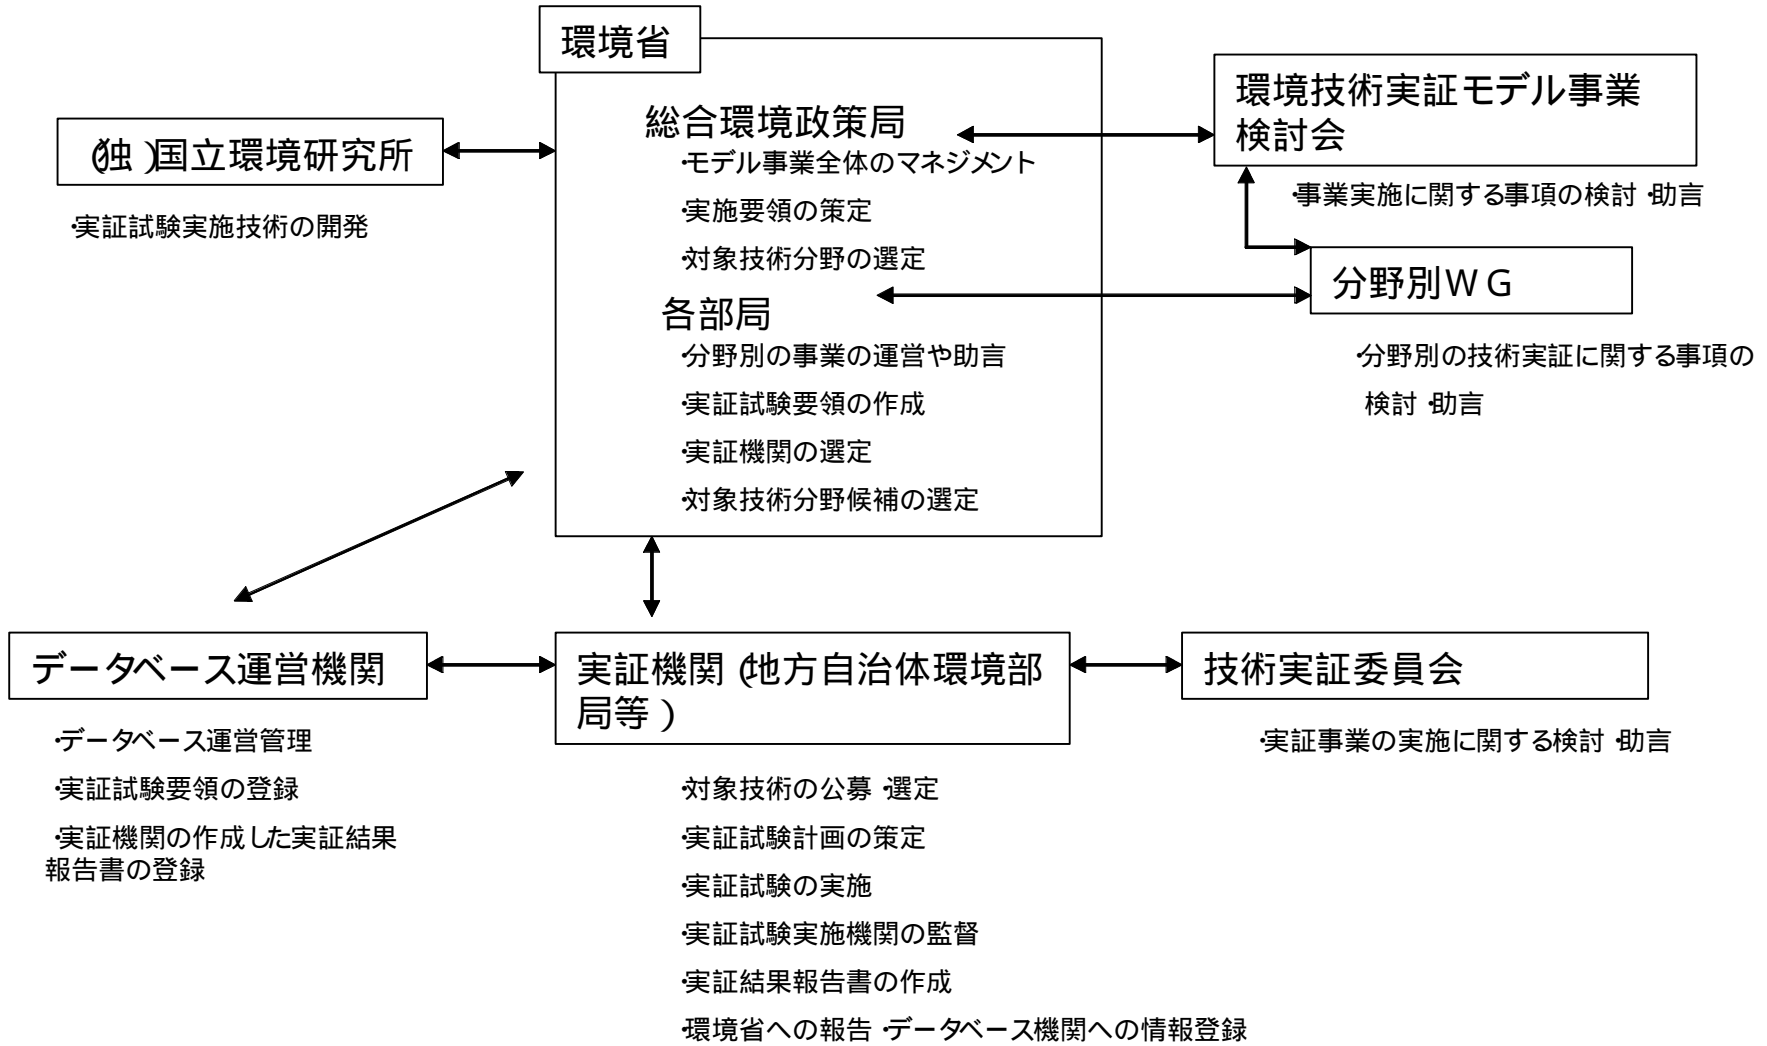 環境省
総合環境政策局
・モデル事業全体のマネジメント
・実施要領の策定
・対象技術分野の選定
各部局
・分野別の事業の運営や助言
・実証試験要領の作成
・実証機関の選定
・対象技術分野候補の選定
(独)国立環境研究所
・実証試験実施技術の開発
環境技術実証モデル事業
検討会
・事業実施に関する事項の検討・助言
分野別WG
・分野別の技術実証に関する事項の
検討・助言
データベース運営機関
・データベース運営管理
・実証試験要領の登録
・実証機関の作成した実証結果
報告書の登録
実証機関(地方自治体環境部
局等)
・対象技術の公募・選定
・実証試験計画の策定
・実証試験の実施
・実証試験実施機関の監督
・実証結果報告書の作成
・環境省への報告・データベース機関への情報登録
技術実証委員会
・実証事業の実施に関する検討・助言